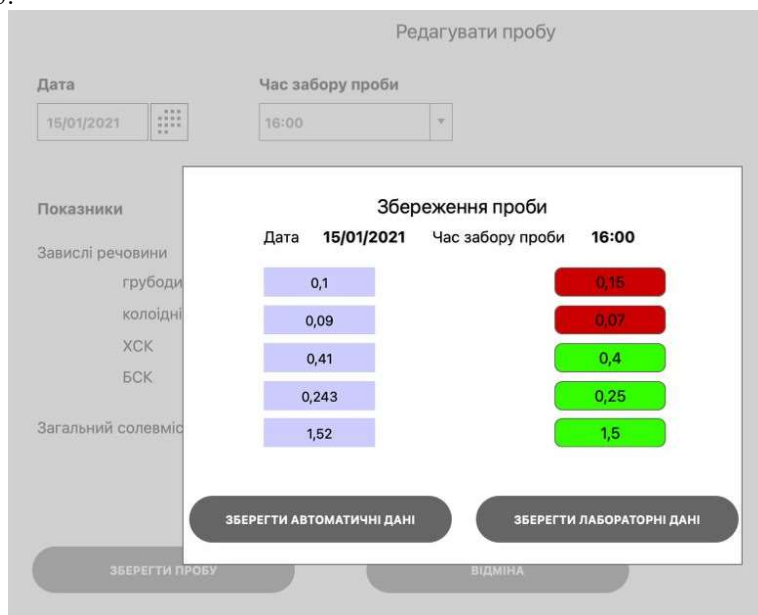 Редагувати пробу
Дата Час забору проби
15/01/2021 16:00
Збереження проби
Дата 15/01/2021 Час забору проби 16:00
Показники
Завислі речовини
0,1 0,15
0,09 0,07
колоїдні
ХСК
0,41 0,4
БСК
0,243 0,25
Загальний
1,52 1,5
ЗБЕРЕГТИ АВТОМАТИЧНІ ДАНІ ЗБЕРЕГТИ ЛАБОРАТОРНІ ДАНІ
ЗБЕРЕГТИ ПРОБУ ВІДМІНА